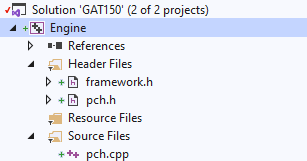 Solution 'GAT150' (2 of 2 projects)
Engine
References
Header Files
framework.h
pch.h
Resource Files
Source Files
pch.cpp